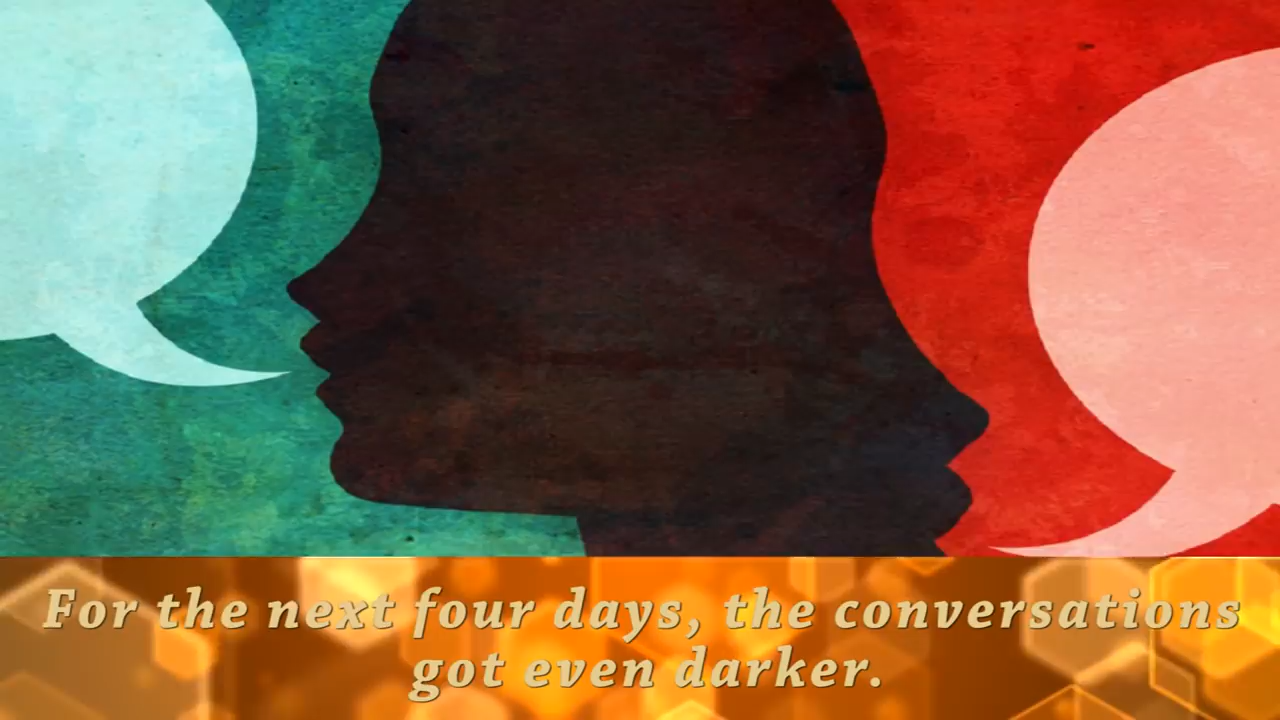 For the next four days, the conversations
got even darker.